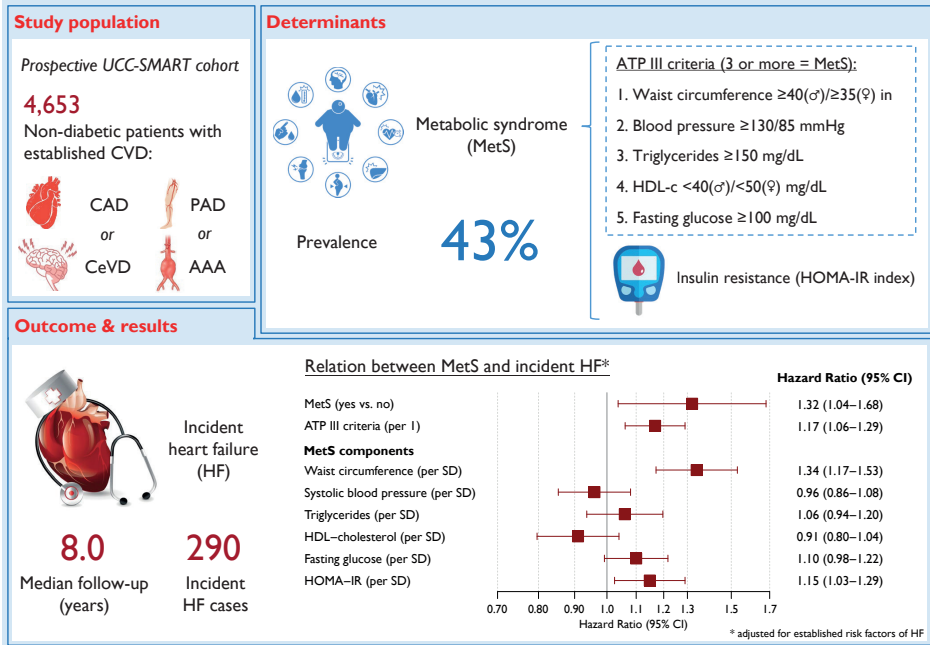 Study population
Prospective UCC-SMART cohort
4,653
Non-diabetic patients with
established CVD:
CAD
PAD
or
or
CeVD
AAA
Determinants
Metabolic syndrome
(MetS)
Prevalence
43%
ATP III criteria (3 or more = MetS):
1. Waist circumference ≥40(♂)/≥35(♀) in
2. Blood pressure ≥130/85 mmHg
3. Triglycerides ≥150 mg/dL
4. HDL-c <40(♂)/<50(♀) mg/dL
5. Fasting glucose ≥100 mg/dL
Insulin resistance (HOMA-IR index)
Outcome & results
Incident
heart failure
(HF)
8.0
Median follow-up
(years)
290
Incident
HF cases
Relation between MetS and incident HF*
Hazard Ratio (95% CI)
MetS (yes vs. no) 1.32 (1.04–1.68)
ATP III criteria (per 1) 1.17 (1.06–1.29)
MetS components
Waist circumference (per SD) 1.34 (1.17–1.53)
Systolic blood pressure (per SD) 0.96 (0.86–1.08)
Triglycerides (per SD) 1.06 (0.94–1.20)
HDL–cholesterol (per SD) 0.91 (0.80–1.04)
Fasting glucose (per SD) 1.10 (0.98–1.22)
HOMA–IR (per SD) 1.15 (1.03–1.29)
0.70 0.80 0.90 1.0 1.1 1.2 1.3 1.5 1.7
Hazard Ratio (95% CI)
* adjusted for established risk factors of HF